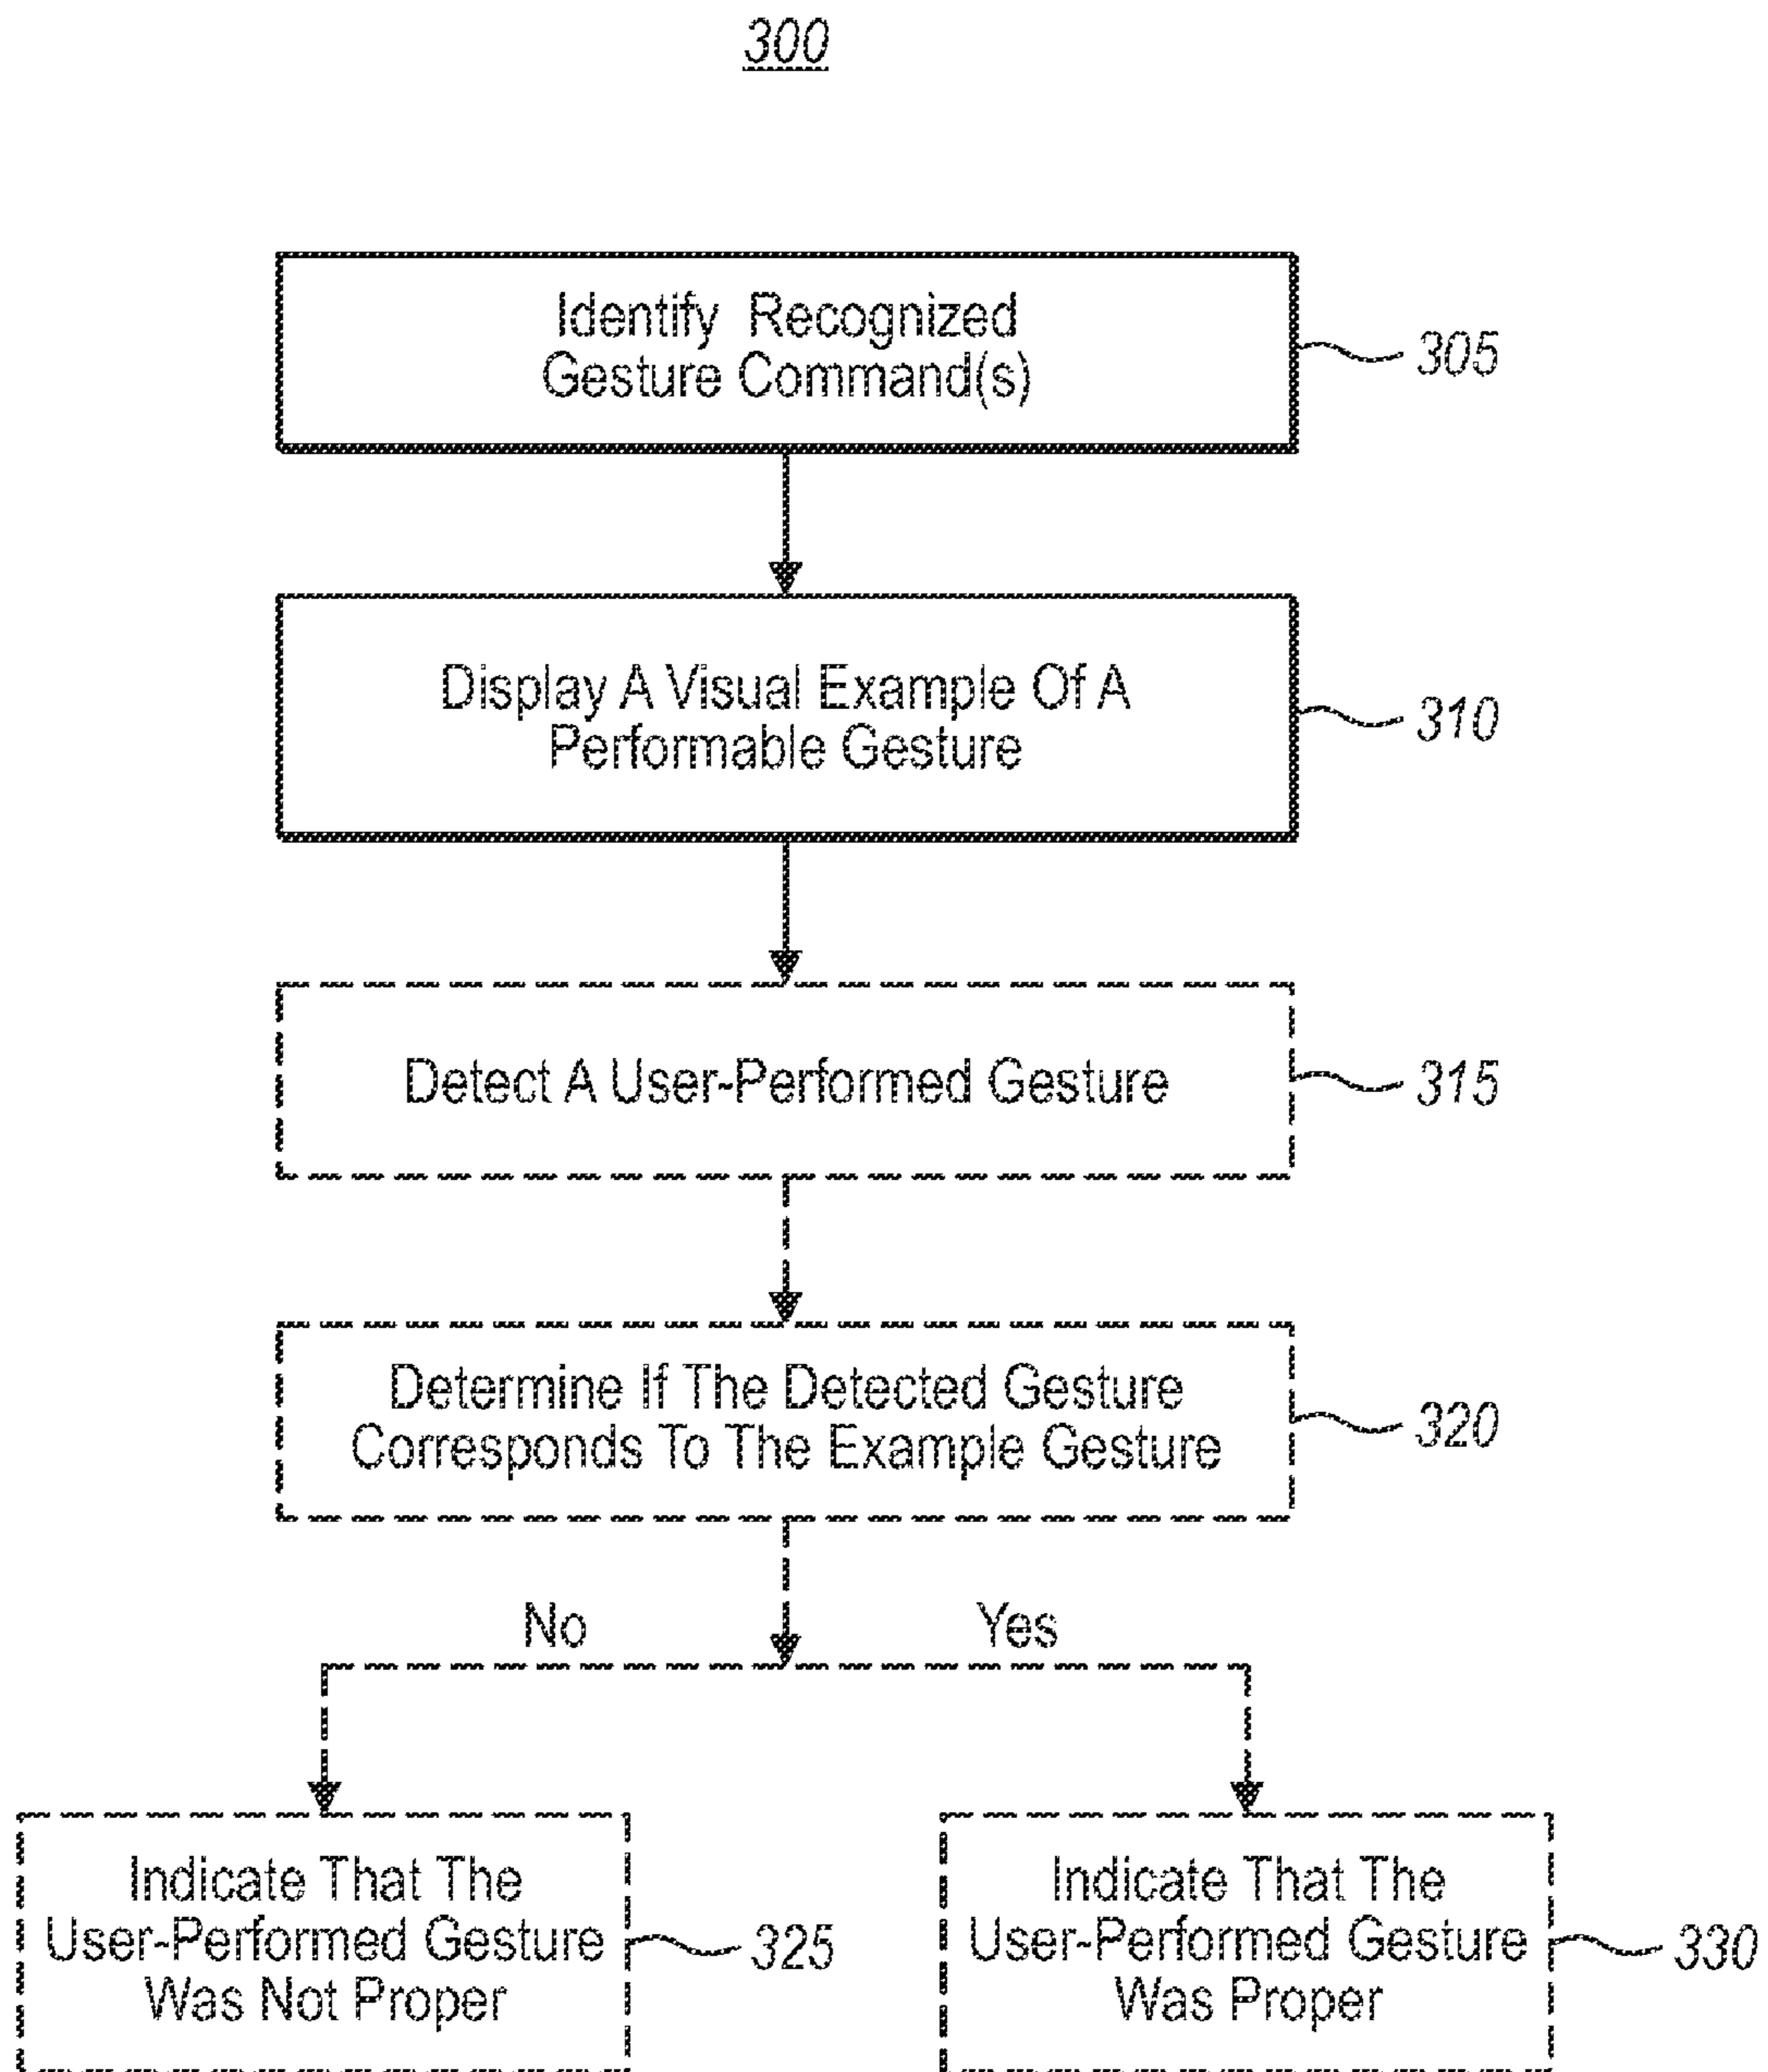 300
Identify Recognized
Gesture Command(s)
305
Display A Visual Example Of A
Performable Gesture
310
Detect A User-Performed Gesture
315
Determine If The Detected Gesture
Corresponds To The Example Gesture
320
No
Yes
Indicate That The
User-Performed Gesture
Was Not Proper
325
Indicate That The
User-Performed Gesture
Was Proper
330